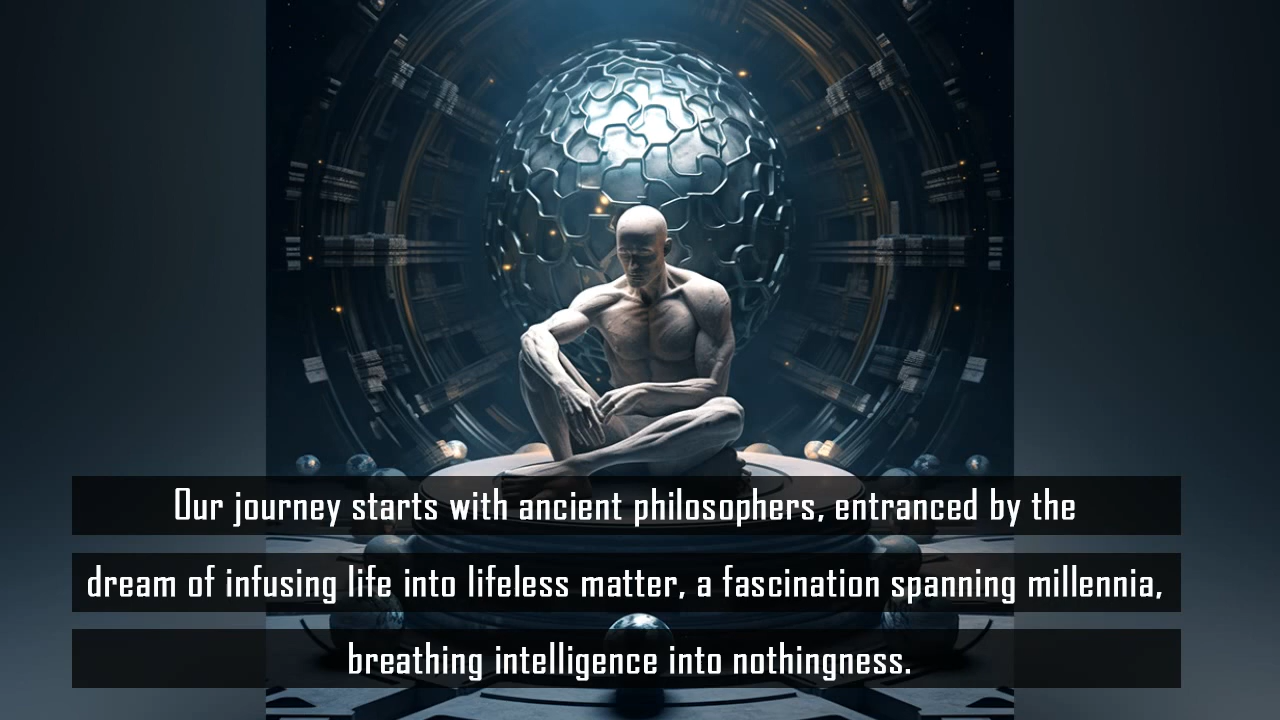 Our journey starts with ancient philosophers, entranced by the
dream of infusing life into lifeless matter, a fascination spanning millennia,
breathing intelligence into nothingness.